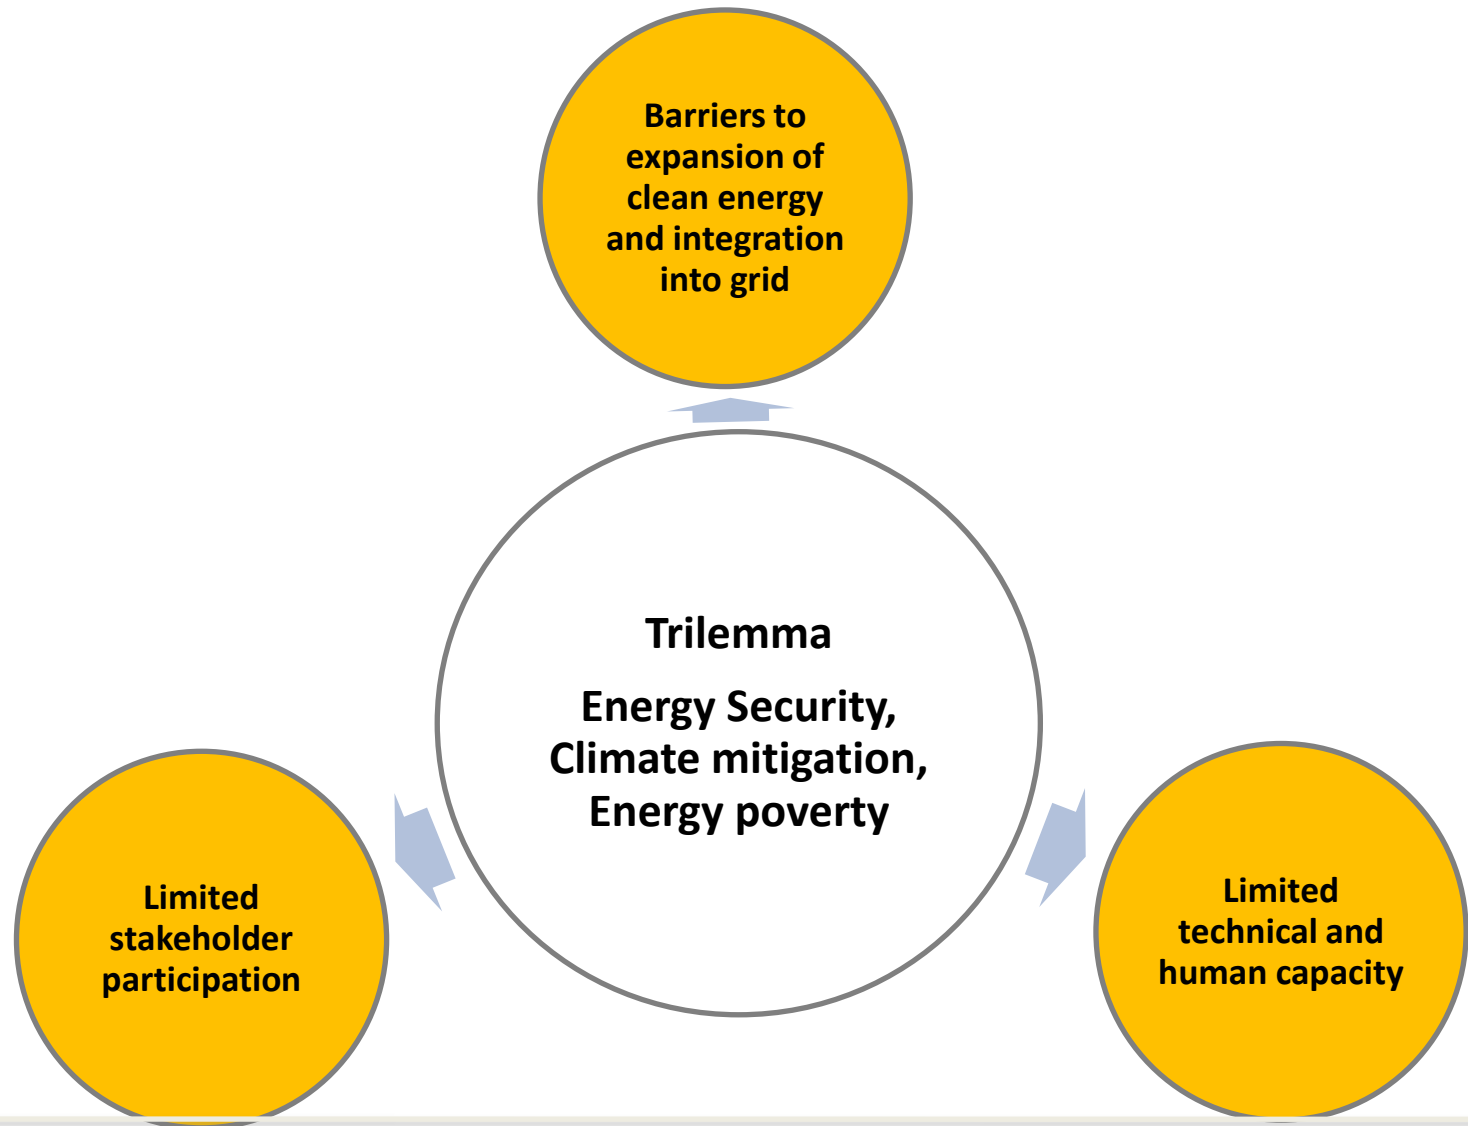 Barriers to
expansion of
clean energy
and integration
into grid
Trilemma
Energy Security,
Climate mitigation,
Energy poverty
Limited
stakeholder
participation
Limited
technical and
human capacity